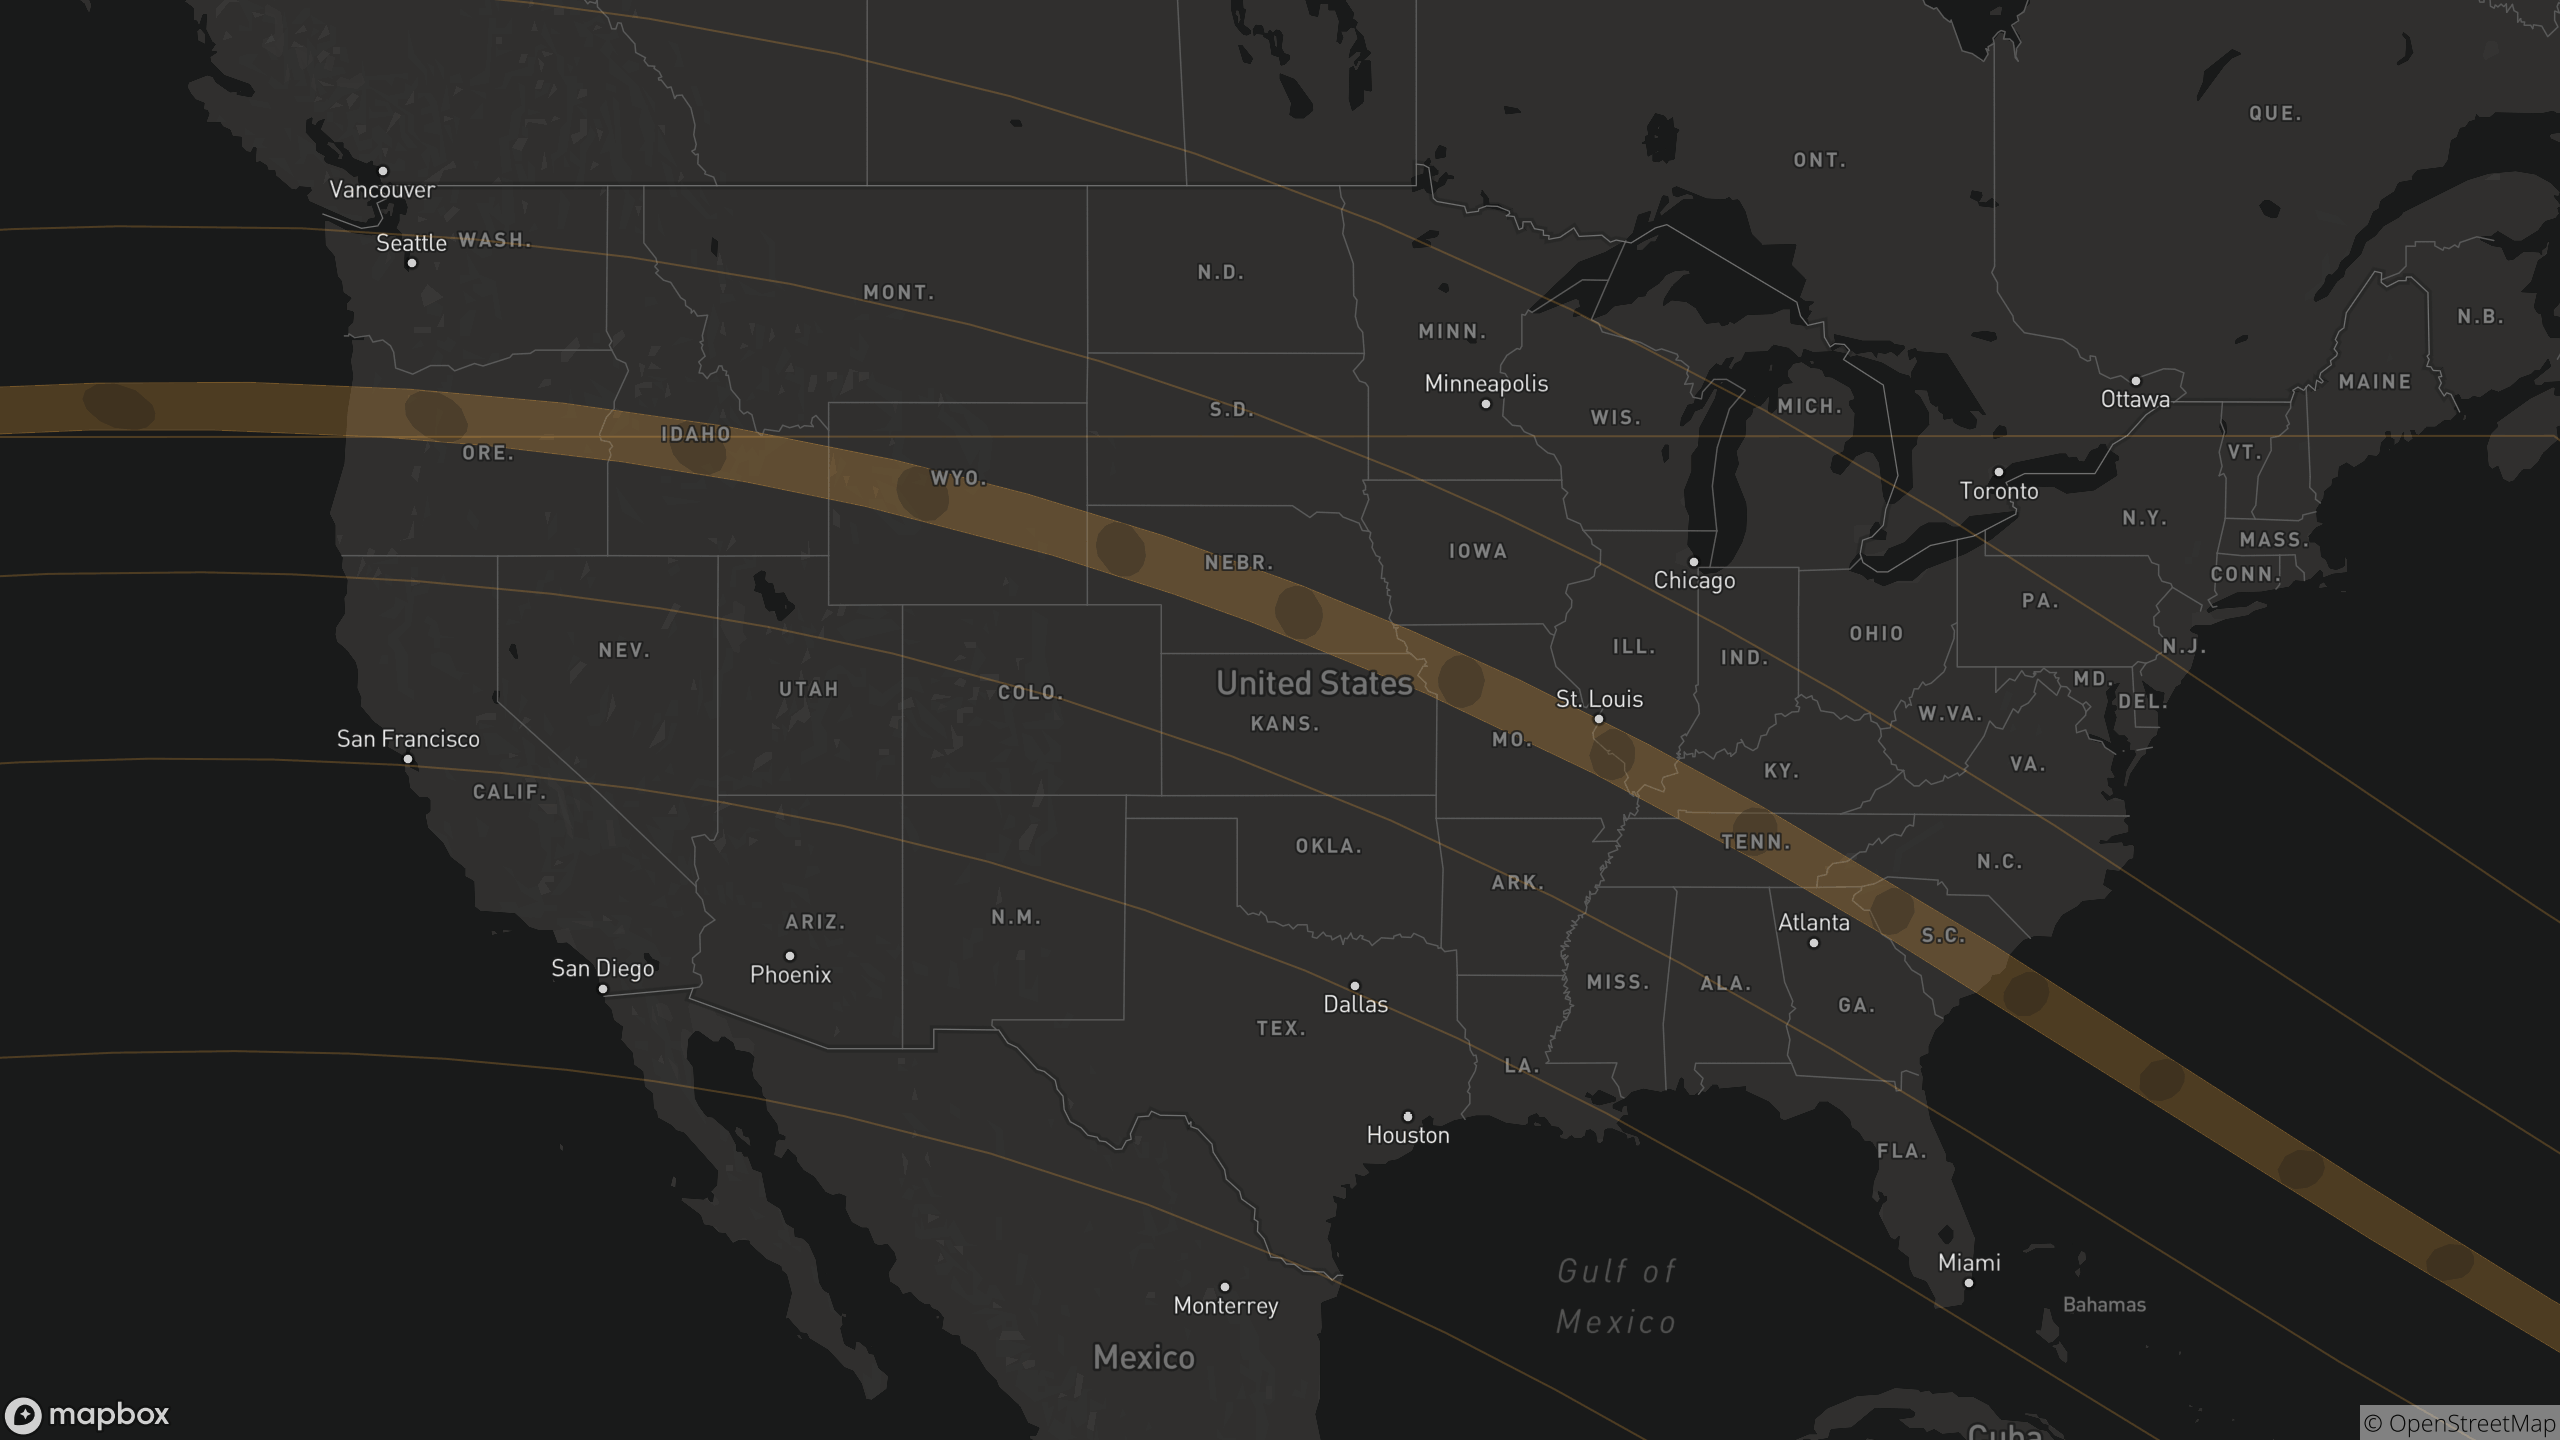 QUE.
ONT.
Vancouver
Seattle
WASH.
N.D.
MONT.
N.B.
MINN.
Minneapolis
MAINE
Ottawa
S.D.
MICH.
WIS.
IDAHO
ORE.
VT.
WYO.
Toronto
N.Y.
MASS.
IOWA
NEBR.
CONN.
Chicago
PA.
OHIO
ILL.
N.J.
NEV.
IND.
MD.
United States
UTAH
COLO.
St. Louis
DEL.
W.VA.
KANS.
San Francisco
MO.
VA.
KY.
CALIF.
TENN.
OKLA.
N.C.
ARK.
N.M.
ARIZ.
Atlanta
S.C.
San Diego
Phoenix
MISS.
ALA.
Dallas
GA.
TEX.
LA.
Houston
FLA.
Miami
Gulf of
Mexico
Monterrey
Bahamas
Mexico
Cuba
mapbox
© OpenStreetMap